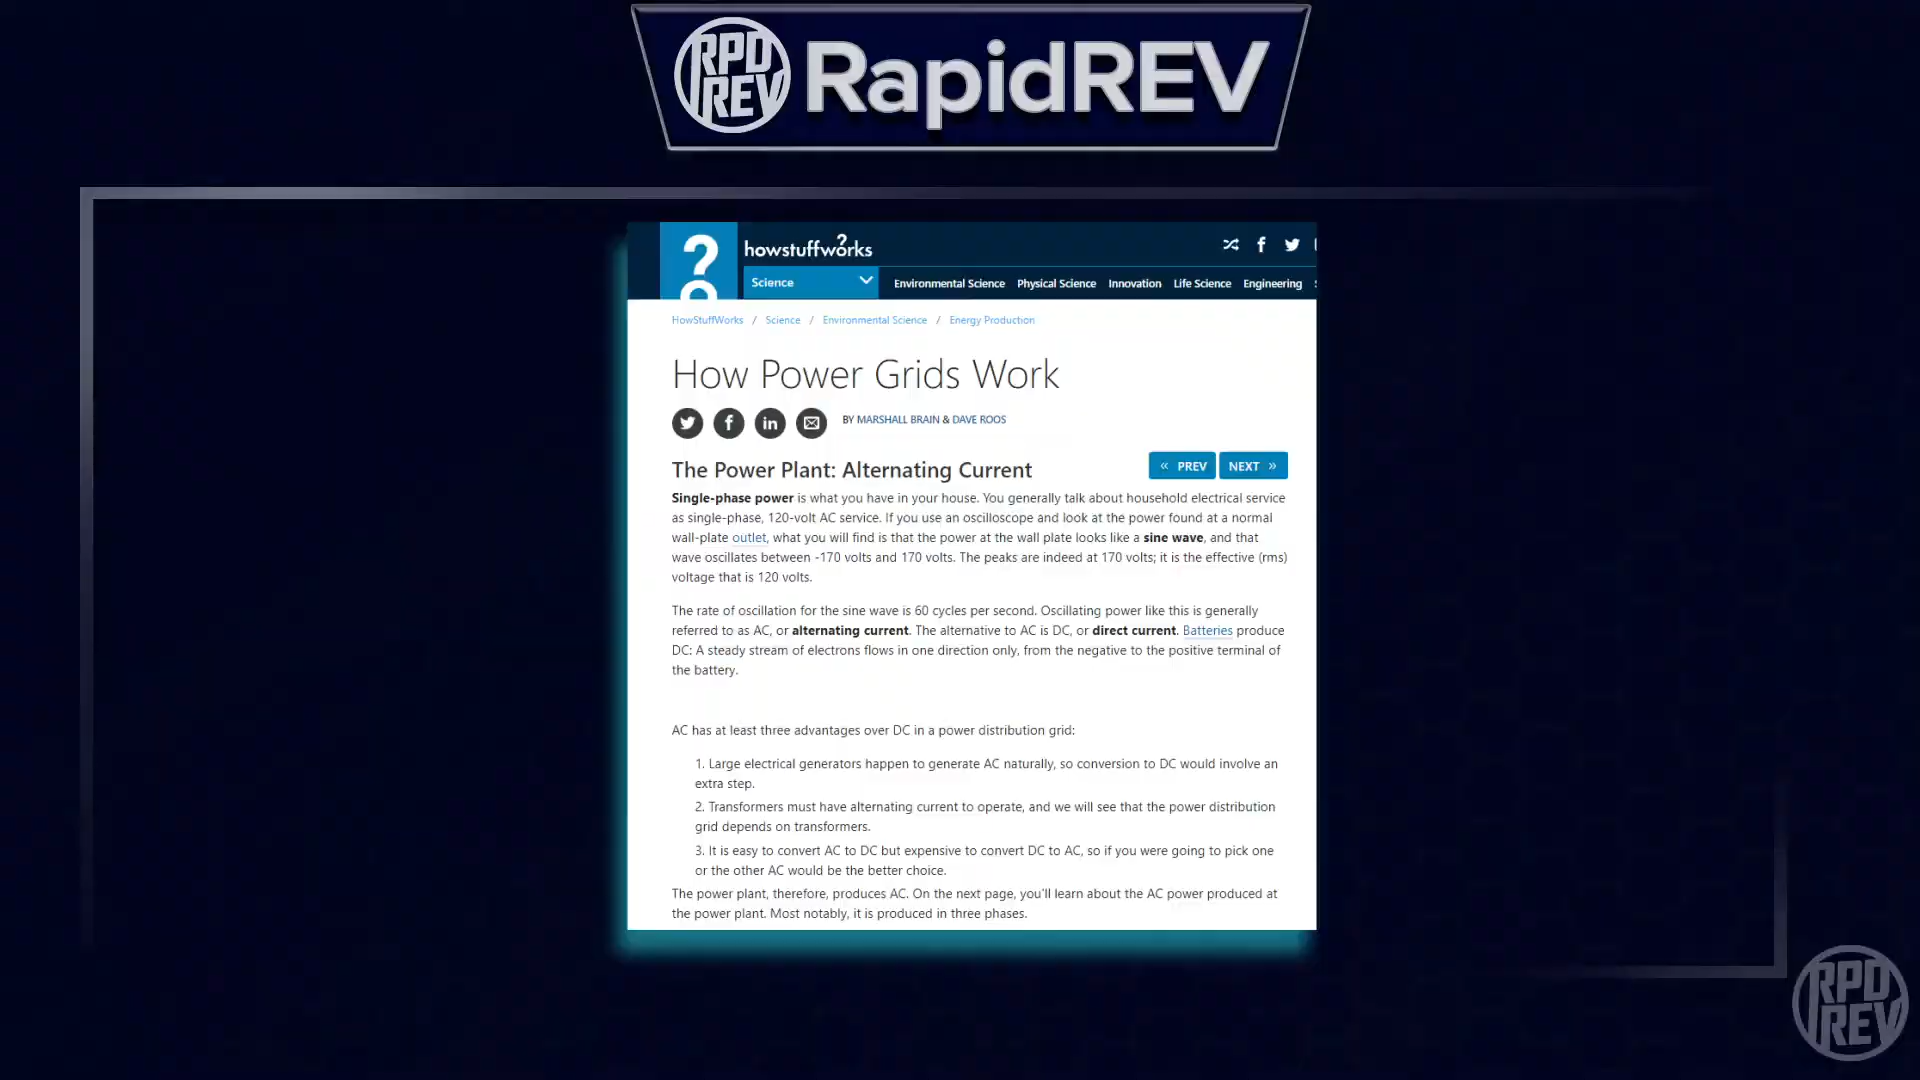 RPD
REV
RapidREV
howstuffworks
Science
Environmental Science Physical Science Innovation Life Science Engineering
HowStuffWorks / Science / Environmental Science / Energy Production
How Power Grids Work
BY MARSHALL BRAIN & DAVE ROOS
The Power Plant: Alternating Current
« PREV NEXT »
Single-phase power is what you have in your house. You generally talk about household electrical service
as single-phase, 120-volt AC service. If you use an oscilloscope and look at the power found at a normal
wall-plate outlet, what you will find is that the power at the wall plate looks like a sine wave, and that
wave oscillates between -170 volts and 170 volts. The peaks are indeed at 170 volts; it is the effective (rms)
voltage that is 120 volts.
The rate of oscillation for the sine wave is 60 cycles per second. Oscillating power like this is generally
referred to as AC, or alternating current. The alternative to AC is DC, or direct current. Batteries produce
DC: A steady stream of electrons flows in one direction only, from the negative to the positive terminal of
the battery.
AC has at least three advantages over DC in a power distribution grid:
1. Large electrical generators happen to generate AC naturally, so conversion to DC would involve an
extra step.
2. Transformers must have alternating current to operate, and we will see that the power distribution
grid depends on transformers.
3. It is easy to convert AC to DC but expensive to convert DC to AC, so if you were going to pick one
or the other AC would be the better choice.
The power plant, therefore, produces AC. On the next page, you'll learn about the AC power produced at
the power plant. Most notably, it is produced in three phases.
RPD
REV